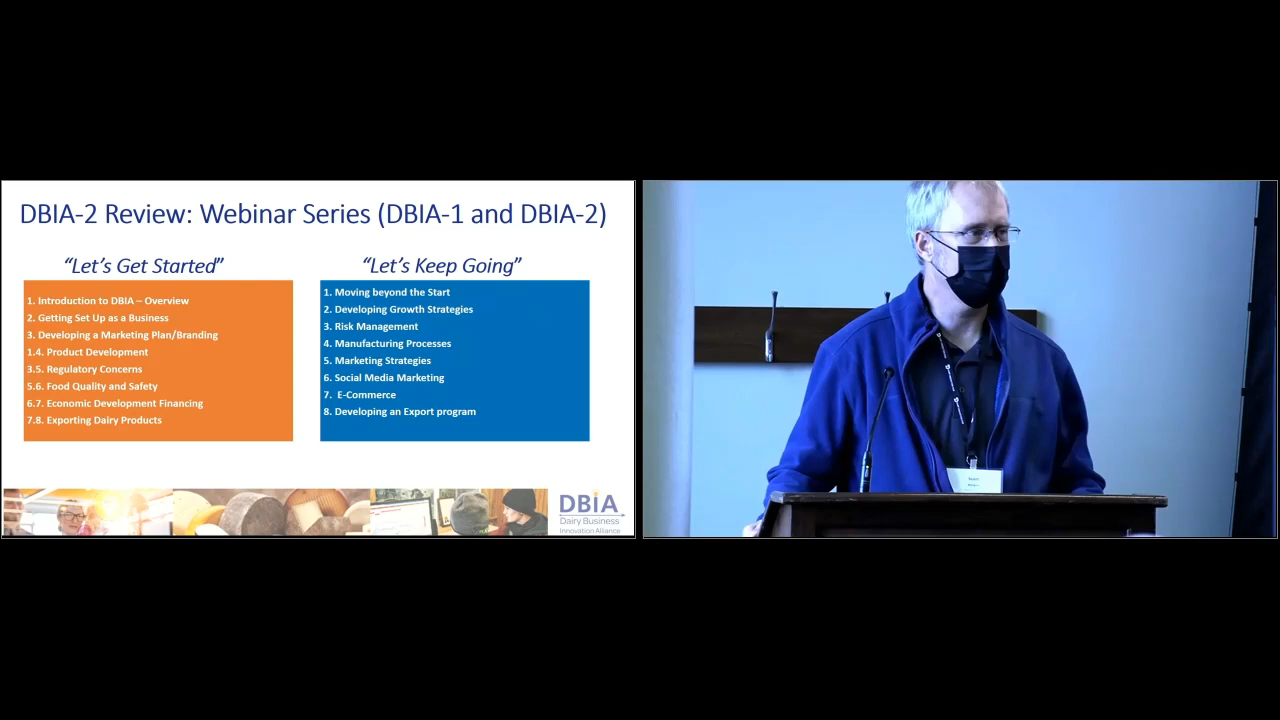 DBIA-2 Review: Webinar Series (DBIA-1 and DBIA-2)
“Let’s Get Started”
1. Introduction to DBIA – Overview
2. Getting Set Up as a Business
3. Developing a Marketing Plan/Branding
1.4. Product Development
3.5. Regulatory Concerns
5.6. Food Quality and Safety
6.7. Economic Development Financing
7.8. Exporting Dairy Products
“Let’s Keep Going”
1. Moving beyond the Start
2. Developing Growth Strategies
3. Risk Management
4. Manufacturing Processes
5. Marketing Strategies
6. Social Media Marketing
7. E-Commerce
8. Developing an Export program
DBIA
Dairy Business
Innovation Alliance